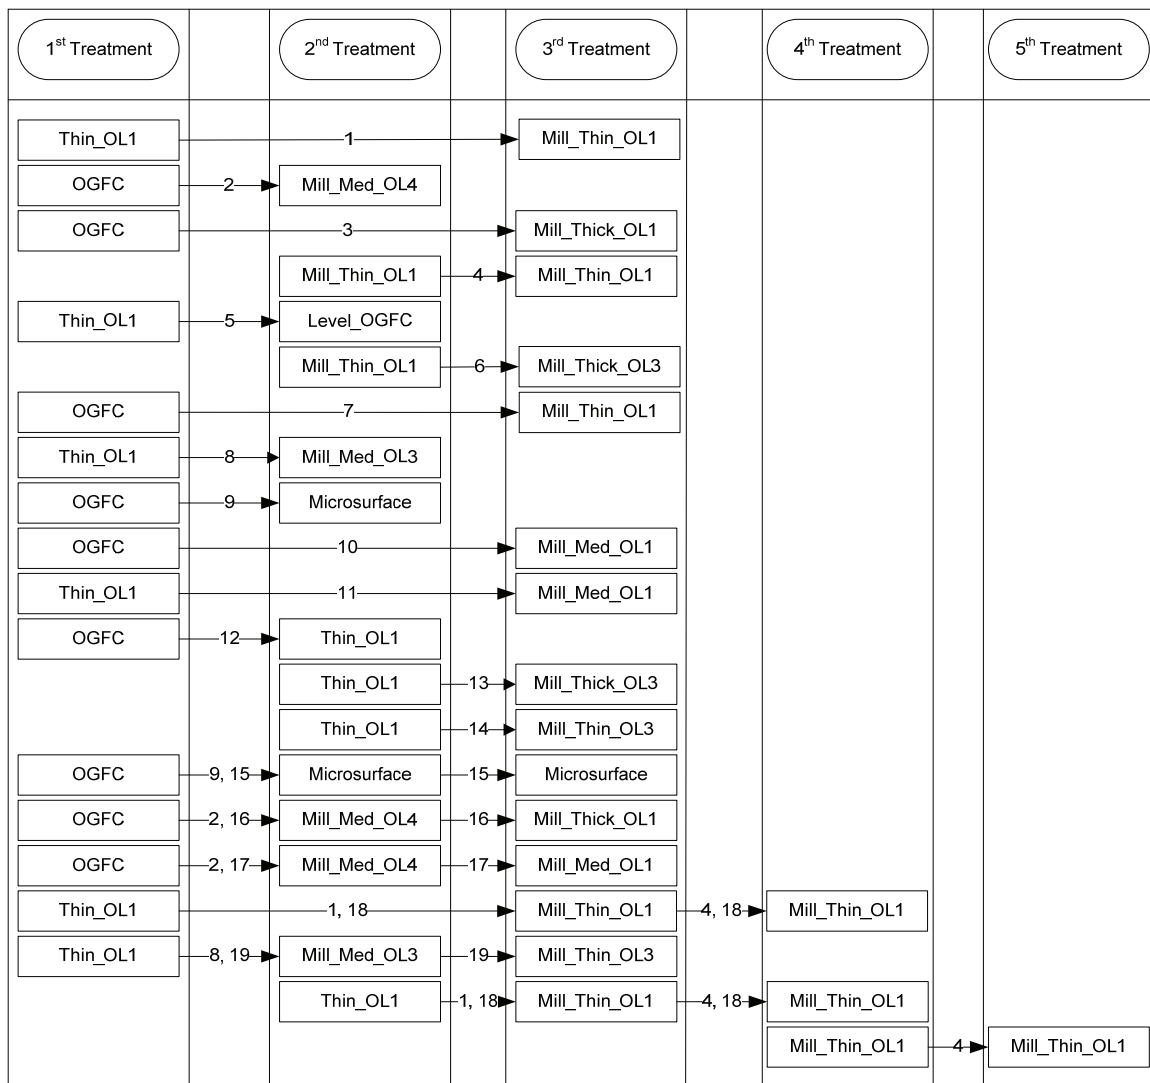 1st Treatment 2nd Treatment 3rd Treatment 4th Treatment 5th Treatment
Thin_OL1 1 Mill_Thin_OL1
OGFC 2 Mill_Med_OL4
OGFC 3 Mill_Thick_OL1
Mill_Thin_OL1 4 Mill_Thin_OL1
Thin_OL1 5 Level_OGFC
Mill_Thin_OL1 6 Mill_Thick_OL3
OGFC 7 Mill_Thin_OL1
Thin_OL1 8 Mill_Med_OL3
OGFC 9 Microsurface
OGFC 10 Mill_Med_OL1
Thin_OL1 11 Mill_Med_OL1
OGFC 12 Thin_OL1
Thin_OL1 13 Mill_Thick_OL3
Thin_OL1 14 Mill_Thin_OL3
OGFC 9, 15 Microsurface 15 Microsurface
OGFC 2, 16 Mill_Med_OL4 16 Mill_Thick_OL1
OGFC 2, 17 Mill_Med_OL4 17 Mill_Med_OL1
Thin_OL1 1, 18 Mill_Thin_OL1 4, 18 Mill_Thin_OL1
Thin_OL1 8, 19 Mill_Med_OL3 19 Mill_Thin_OL3
Thin_OL1 1, 18 Mill_Thin_OL1 4, 18 Mill_Thin_OL1
Mill_Thin_OL1 4 Mill_Thin_OL1